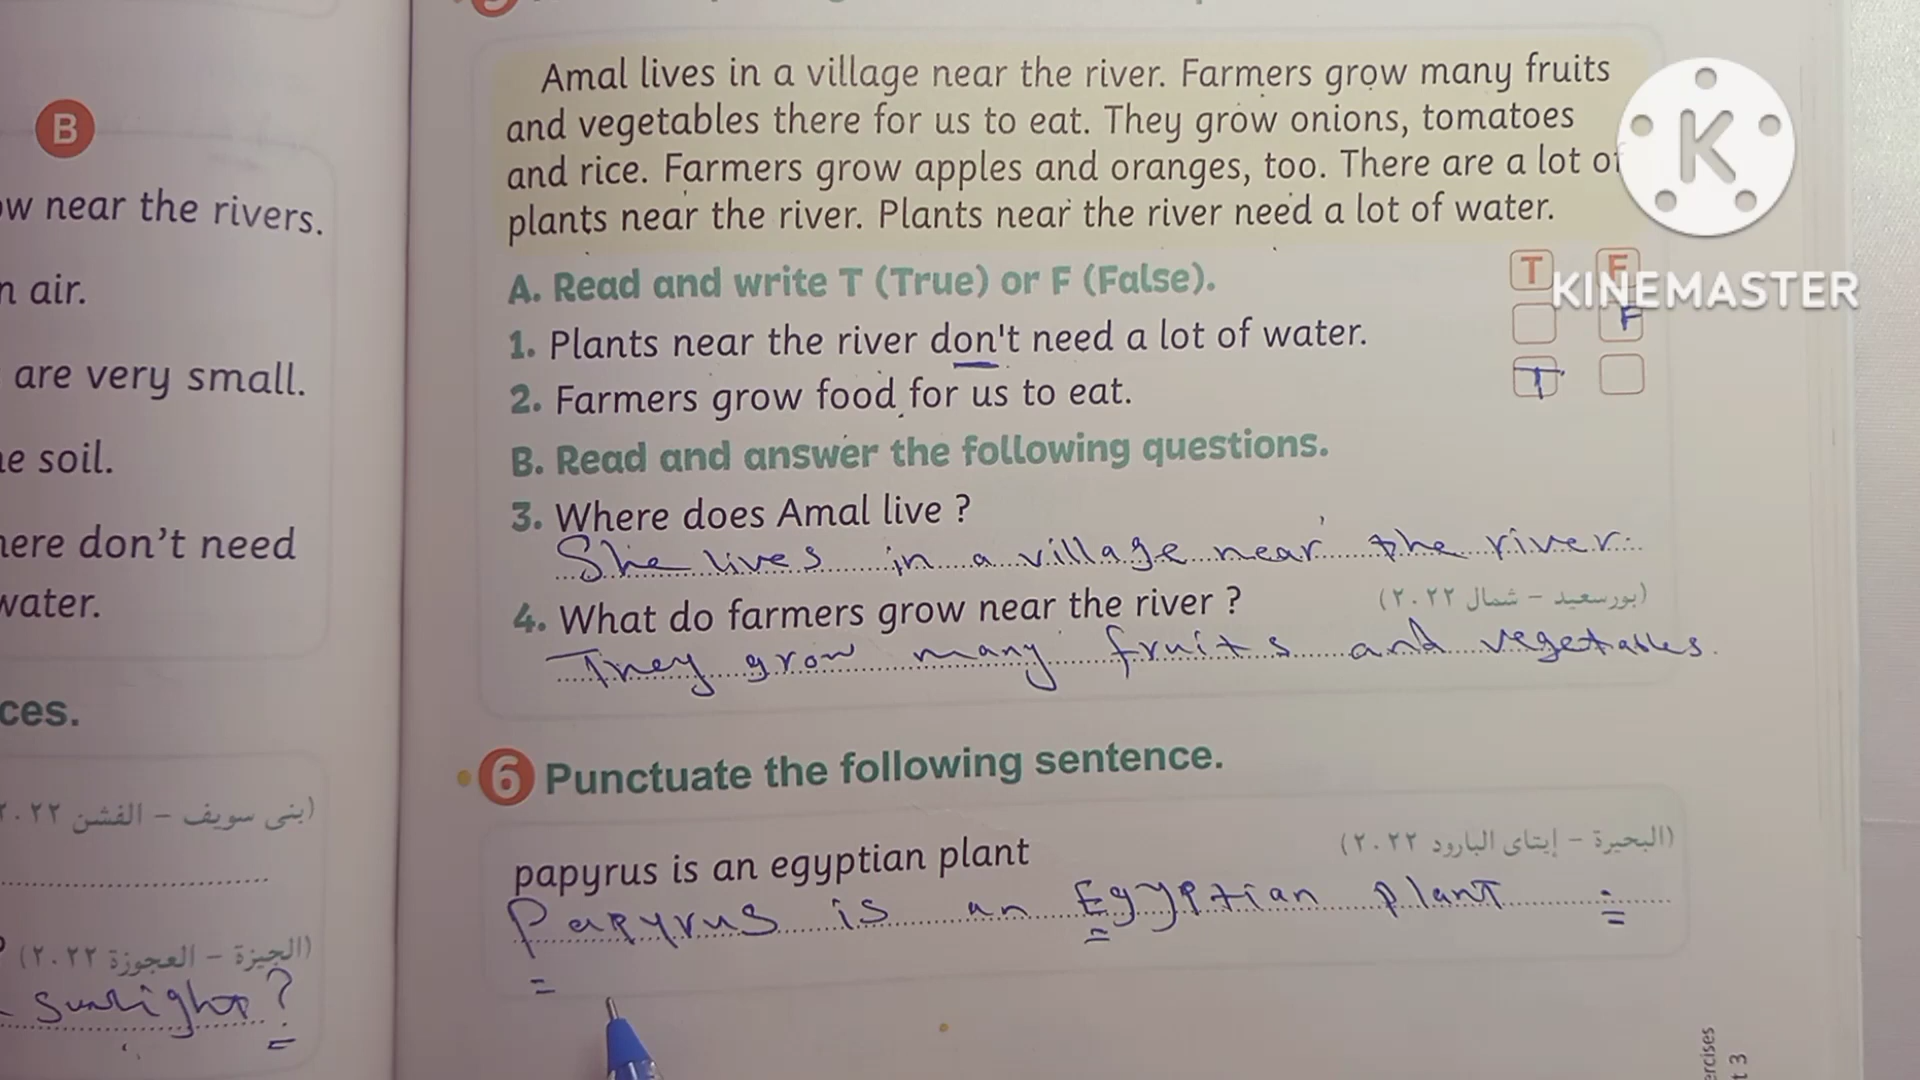 B
near the rivers.
air.
are very small.
soil.
don't need
water.
(بنى سويف - الفشن
(الجيزة - العجوزة ٢٠٢٢)
sunlight?
Amal lives in a village near the river. Farmers grow many fruits
and vegetables there for us to eat. They grow onions, tomatoes
and rice. Farmers grow apples and oranges, too. There are a lot of
plants near the river. Plants near the river need a lot of water.
A. Read and write T (True) or F (False).
T F
1. Plants near the river don't need a lot of water.
F
2. Farmers grow food for us to eat.
T
B. Read and answer the following questions.
3. Where does Amal live ?
She lives in a village near the river.
4. What do farmers grow near the river ?
(بورسعيد - شمال ٢٠٢٢)
They grow many fruits and vegetables.
6 Punctuate the following sentence.
papyrus is an egyptian plant
(البحيرة - إيتاى البارود ٢٠٢٢)
Papyrus is an Egyptian plant .
K
KINEMASTER